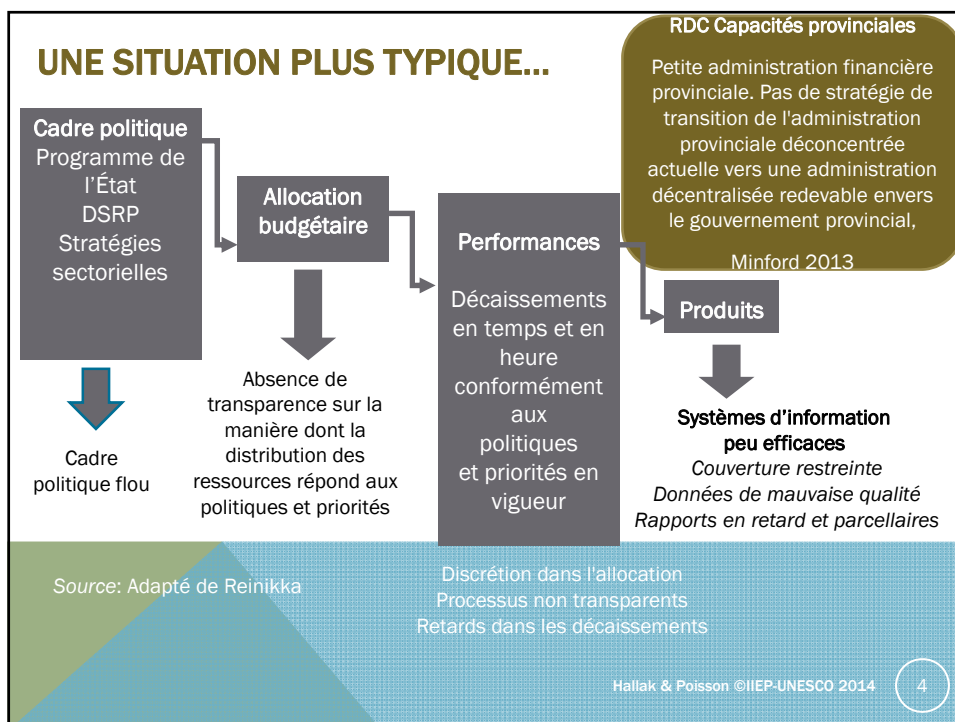 UNE SITUATION PLUS TYPIQUE...
RDC Capacités provinciales
Petite administration financière
provinciale. Pas de stratégie de
transition de l'administration
provinciale déconcentrée
actuelle vers une administration
décentralisée redevable envers
le gouvernement provincial,
Minford 2013
Cadre politique
Programme de
l'État
DSRP
Stratégies
sectorielles
Cadre
politique flou
Allocation
budgétaire
Absence de
transparence sur la
manière dont la
distribution des
ressources répond aux
politiques et priorités
Performances
Décaissements
en temps et en
heure
conformément
aux
politiques
et priorités en
vigueur
Discrétion dans l'allocation
Processus non transparents
Retards dans les décaissements
Produits
Systèmes d'information
peu efficaces
Couverture restreinte
Données de mauvaise qualité
Rapports en retard et parcellaires
Source: Adapté de Reinikka
Hallak & Poisson ©IIEP-UNESCO 2014
4